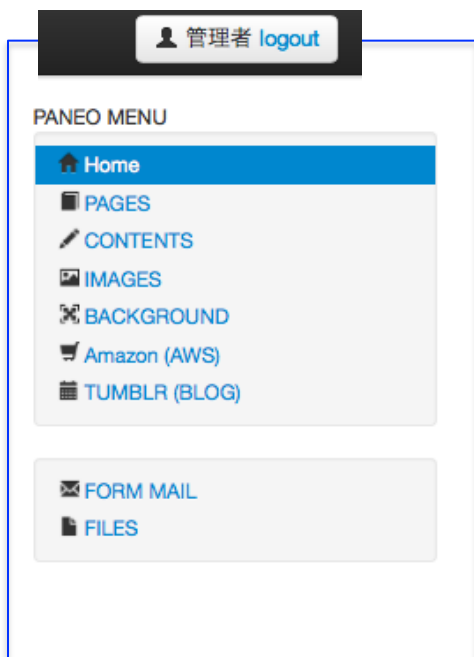 管理者 logout
PANEO MENU
Home
PAGES
CONTENTS
IMAGES
BACKGROUND
Amazon (AWS)
TUMBLR (BLOG)
FORM MAIL
FILES